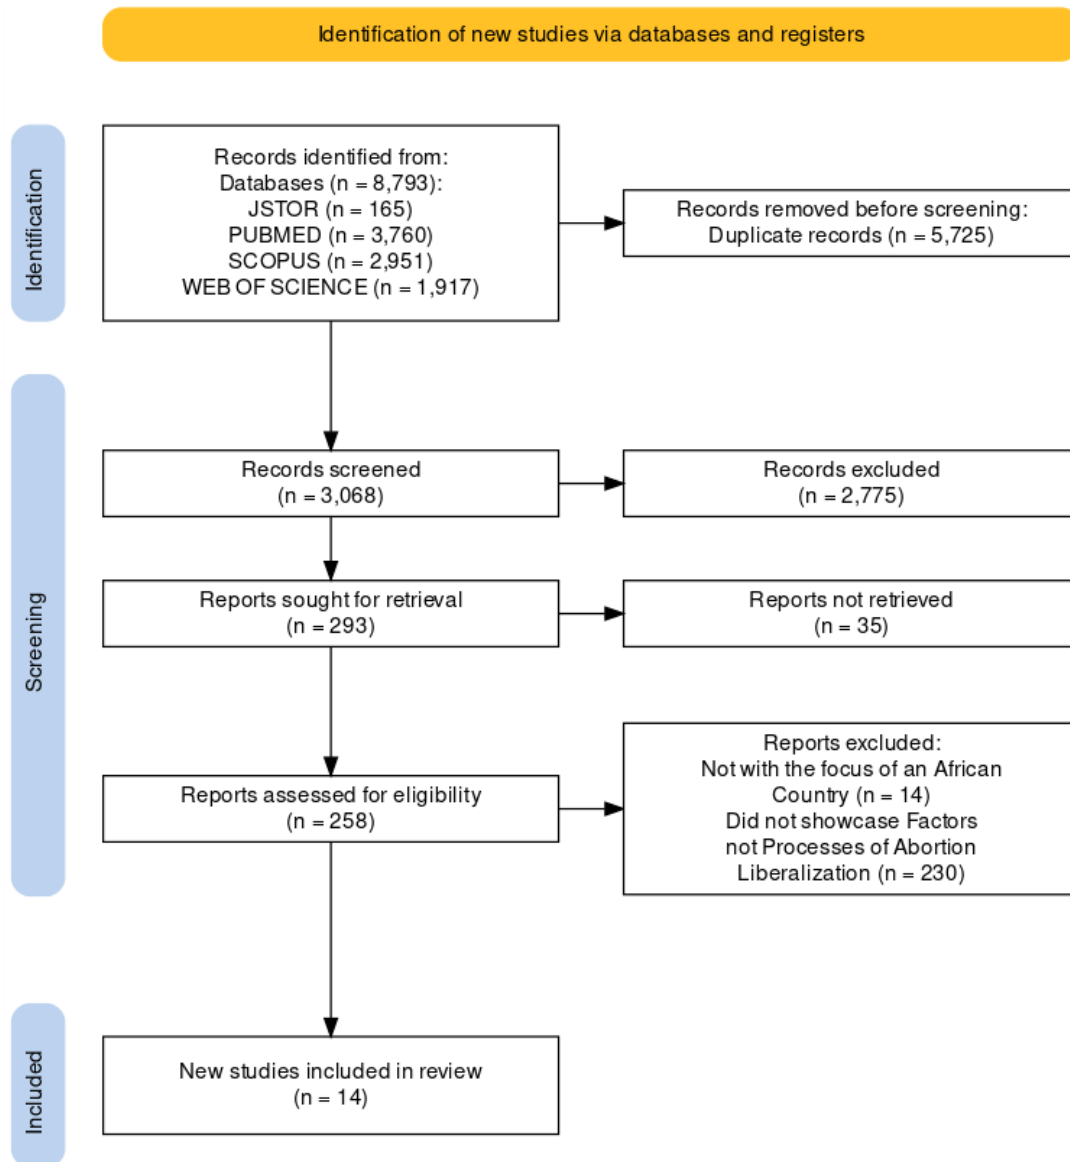 Identification of new studies via databases and registers
Identification
Records identified from:
Databases (n = 8,793):
JSTOR (n = 165)
PUBMED (n = 3,760)
SCOPUS (n = 2,951)
WEB OF SCIENCE (n = 1,917)
Records removed before screening:
Duplicate records (n = 5,725)
Screening
Records screened
(n = 3,068)
Records excluded
(n = 2,775)
Reports sought for retrieval
(n = 293)
Reports not retrieved
(n = 35)
Reports assessed for eligibility
(n = 258)
Reports excluded:
Not with the focus of an African
Country (n = 14)
Did not showcase Factors
not Processes of Abortion
Liberalization (n = 230)
Included
New studies included in review
(n = 14)